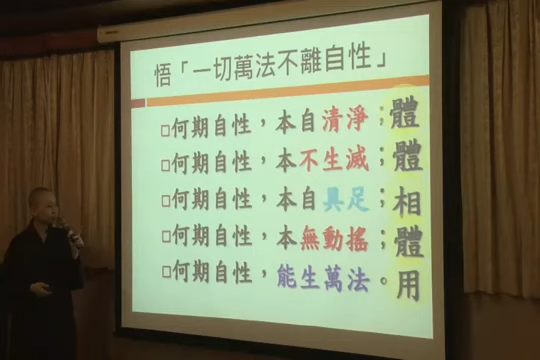 悟「一切萬法不離自性」
□何期自性，本自清淨；體
□何期自性，本不生滅；體
□何期自性，本自具足；相
□何期自性，本無動搖；體
□何期自性，能生萬法。用